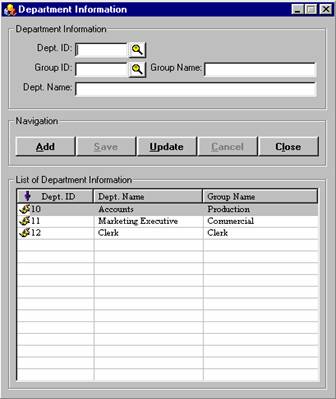 Department Information
Department Information
Dept. ID:
Group ID: Group Name:
Dept. Name:
Navigation
Add Save Update Cancel Close
List of Department Information
Dept. ID Dept. Name Group Name
10 Accounts Production
11 Marketing Executive Commercial
12 Clerk Clerk